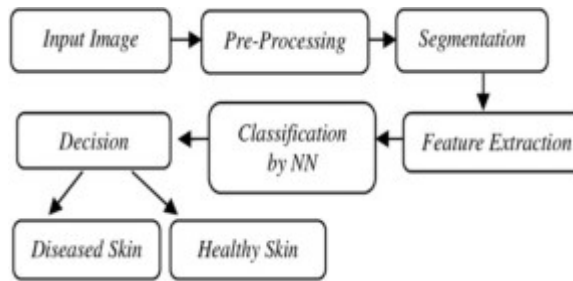 Input Image
Pre-Processing
Segmentation
Feature Extraction
Classification
by NN
Decision
Diseased Skin
Healthy Skin